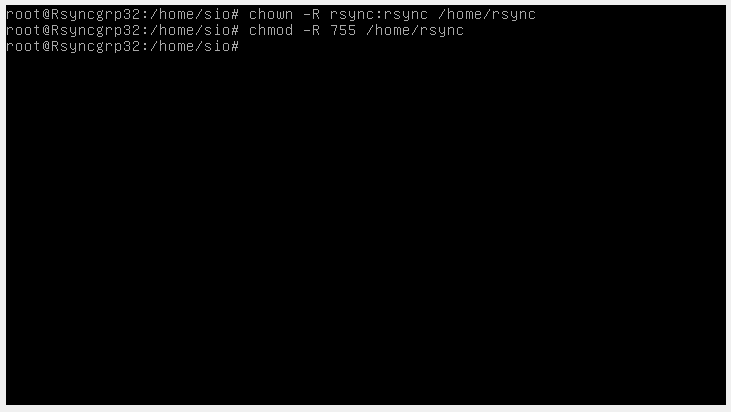 root@Rsyncgrp32:/home/sio# chown -R rsync:rsync /home/rsync
root@Rsyncgrp32:/home/sio# chmod -R 755 /home/rsync
root@Rsyncgrp32:/home/sio#